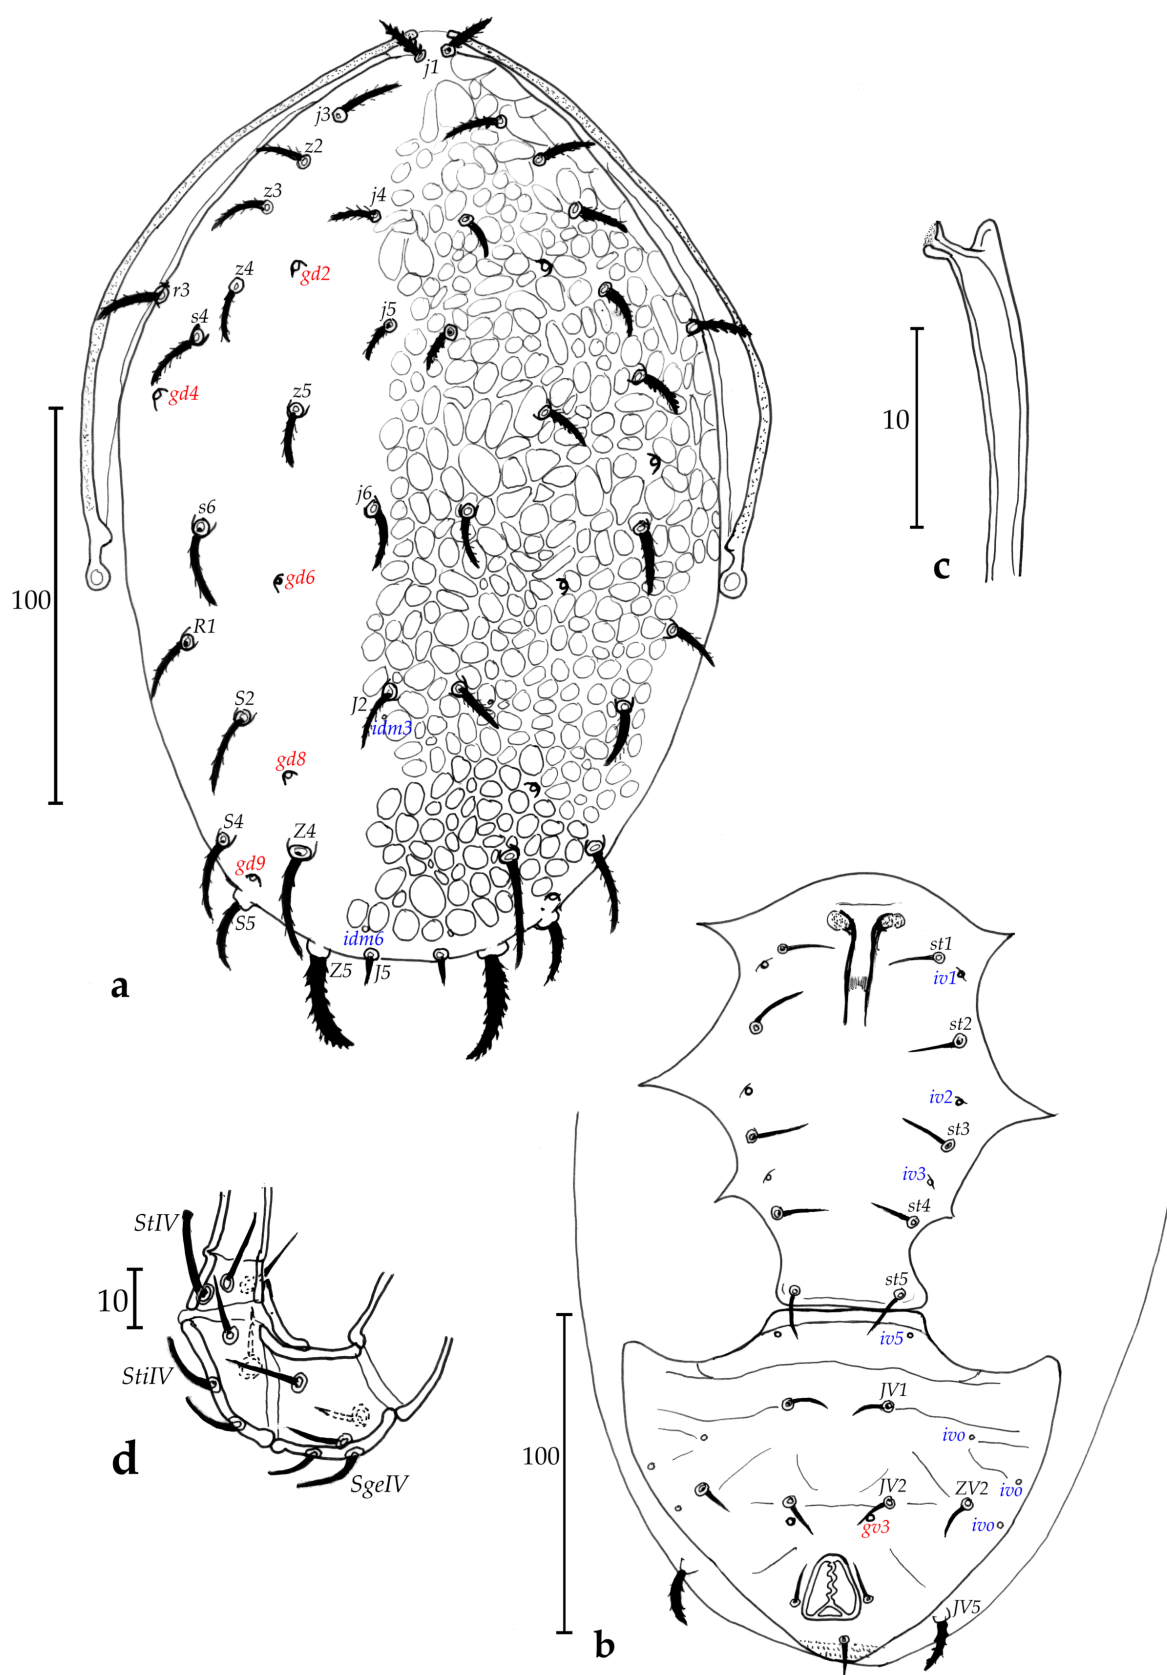 j1
j3
z2
z3
j4
gd2
z4
r3
s4
j5
gd4
z5
10
c
s6
j6
gd6
100
R1
S2
J2
idm3
gd8
S4
Z4
gd9
S5
idm6
Z5
J5
a
st1
iv1
st2
iv2
st3
iv3
st4
st5
iv5
StIV
10
StiIV
d
SgeIV
JV1
ivo
100
JV2
ZV2
ivo
gv3
ivo
JV5
b